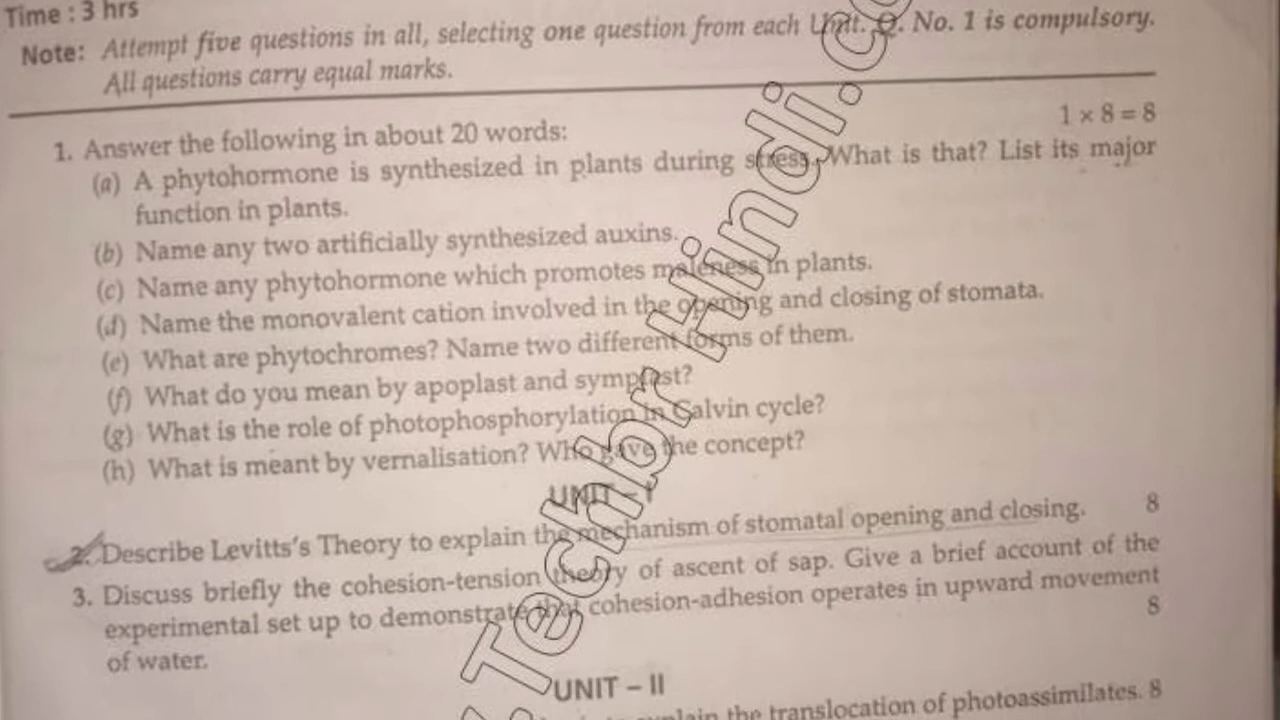 Time : 3 hrs
Note: Attempt five questions in all, selecting one question from each Unit. Q. No. 1 is compulsory.
All questions carry equal marks.
1. Answer the following in about 20 words: 1 × 8 = 8
(a) A phytohormone is synthesized in plants during stress. What is that? List its major
function in plants.
(b) Name any two artificially synthesized auxins.
(c) Name any phytohormone which promotes maleness in plants.
(d) Name the monovalent cation involved in the opening and closing of stomata.
(e) What are phytochromes? Name two different forms of them.
(f) What do you mean by apoplast and symplast?
(g) What is the role of photophosphorylation in Calvin cycle?
(h) What is meant by vernalisation? Who gave the concept?
UNIT – I
2. Describe Levitts's Theory to explain the mechanism of stomatal opening and closing. 8
3. Discuss briefly the cohesion-tension theory of ascent of sap. Give a brief account of the
experimental set up to demonstrate that cohesion-adhesion operates in upward movement
of water. 8
UNIT – II
explain the translocation of photoassimilates. 8
Techbr Hindi.c